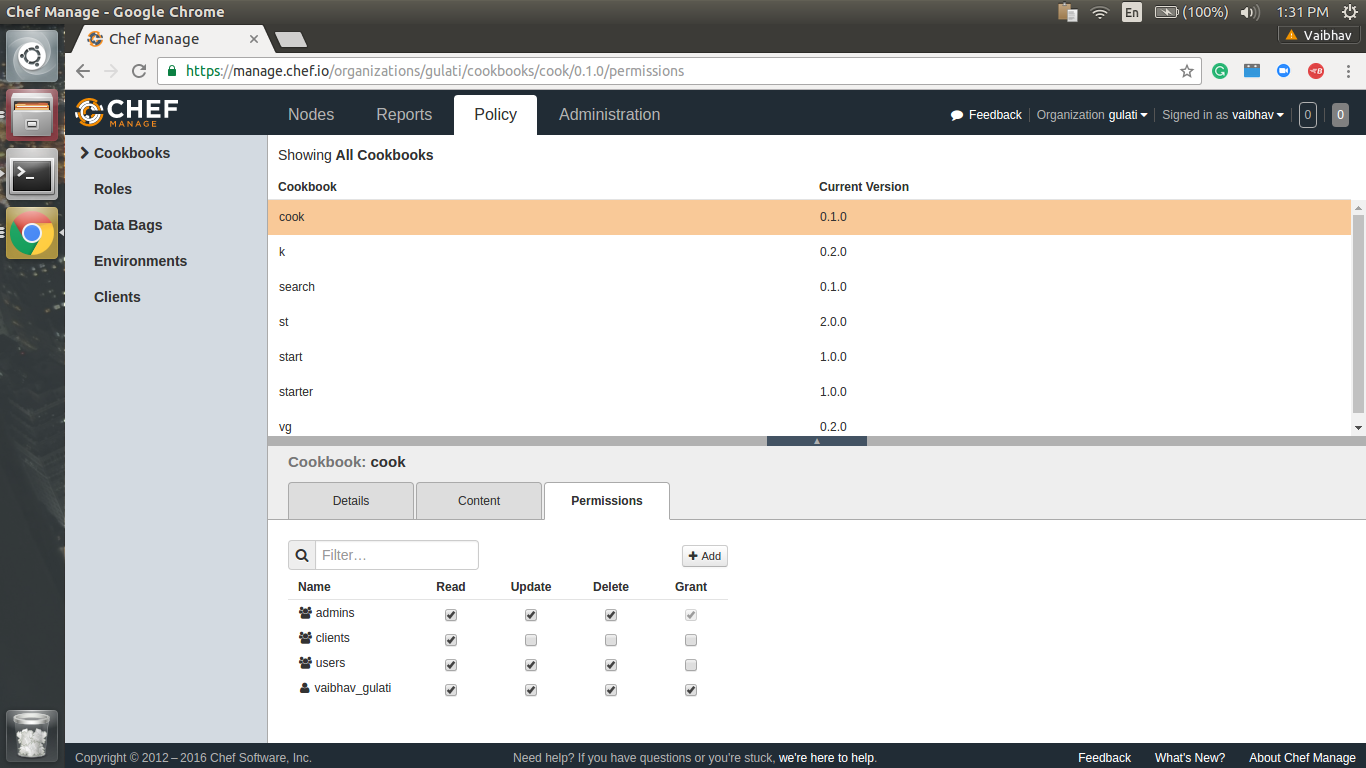 Chef Manage - Google Chrome
En
(100%)
1:31 PM
Chef Manage
Vaibhav
https://manage.chef.io/organizations/gulati/cookbooks/cook/0.1.0/permissions
CHEF
MANAGE
Nodes
Reports
Policy
Administration
Feedback
Organization gulati
Signed in as vaibhav
0
0
Cookbooks
Roles
Data Bags
Environments
Clients
Showing All Cookbooks
Cookbook Current Version
cook 0.1.0
k 0.2.0
search 0.1.0
st 2.0.0
start 1.0.0
starter 1.0.0
vg 0.2.0
Cookbook: cook
Details
Content
Permissions
Filter…
Add
Name Read Update Delete Grant
admins
clients
users
vaibhav_gulati
Copyright © 2012 – 2016 Chef Software, Inc.
Need help? If you have questions or you're stuck, we're here to help.
Feedback
What's New?
About Chef Manage